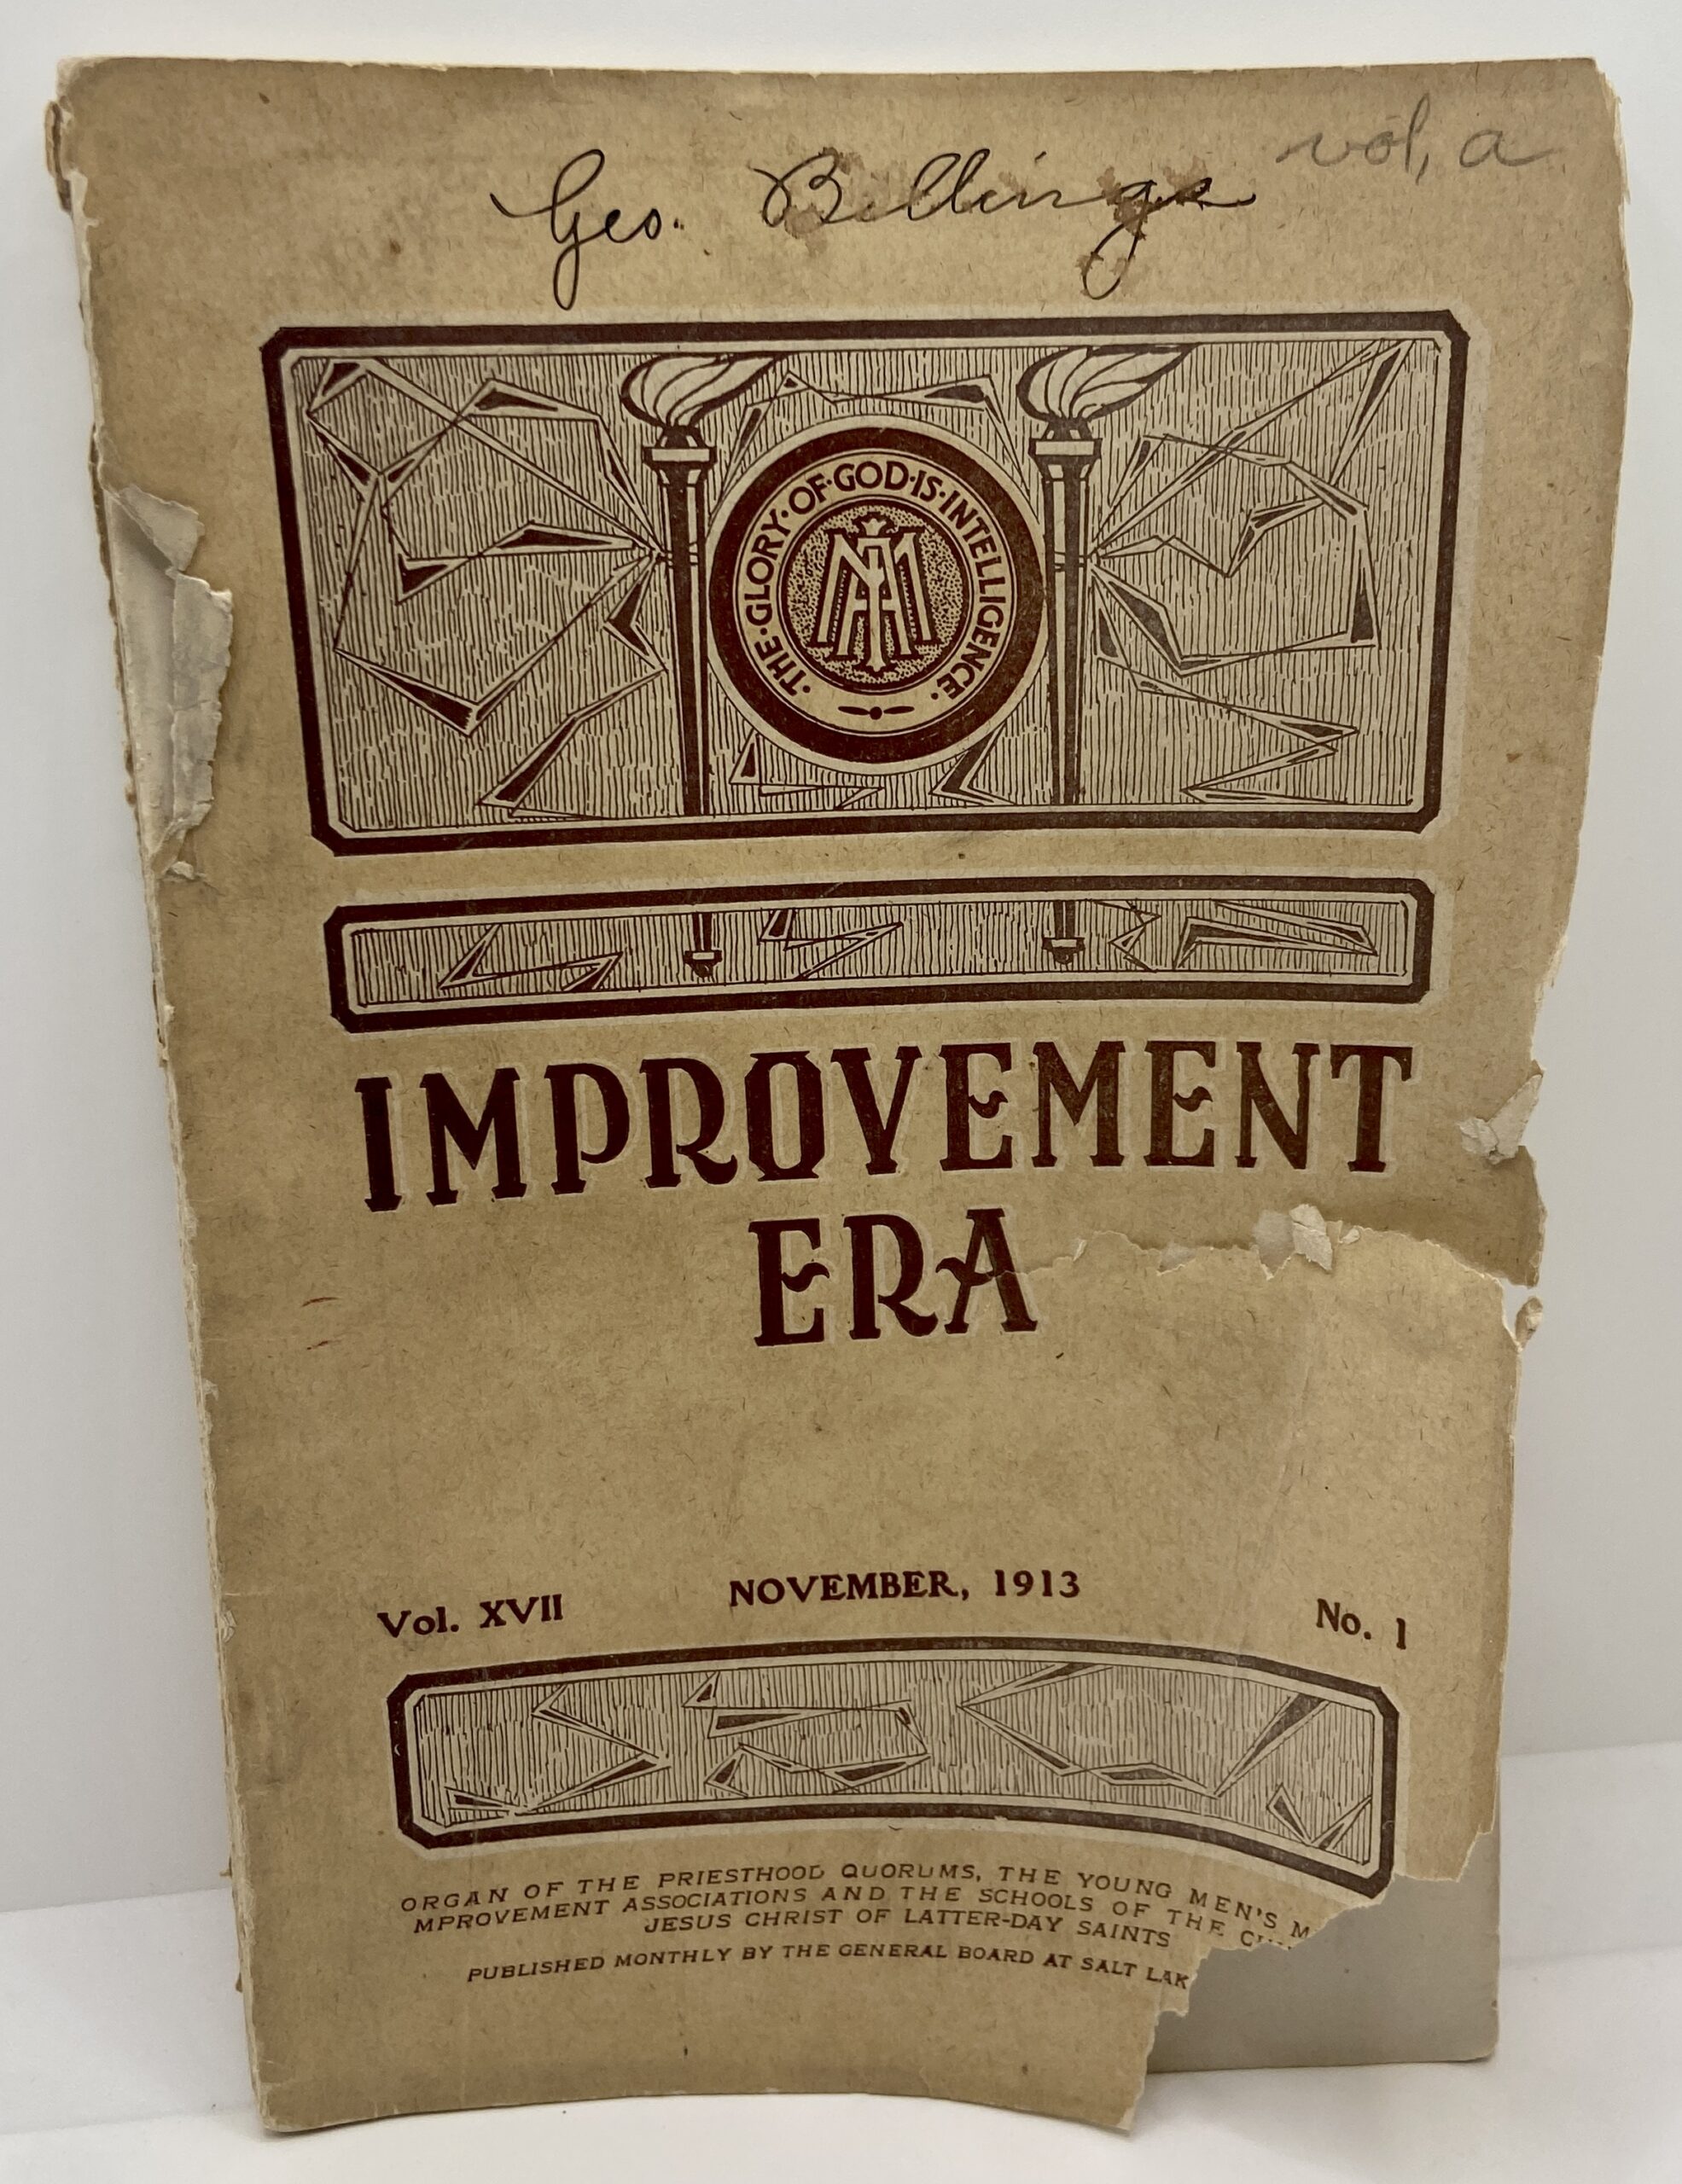 Geo. Billings vol, a
·THE·GLORY·OF·GOD·IS·INTELLIGENCE·
MIA
IMPROVEMENT
ERA
Vol. XVII NOVEMBER, 1913 No. 1
ORGAN OF THE PRIESTHOOD QUORUMS, THE YOUNG MEN'S M
MPROVEMENT ASSOCIATIONS AND THE SCHOOLS OF THE
JESUS CHRIST OF LATTER-DAY SAINTS
PUBLISHED MONTHLY BY THE GENERAL BOARD AT SALT LAK